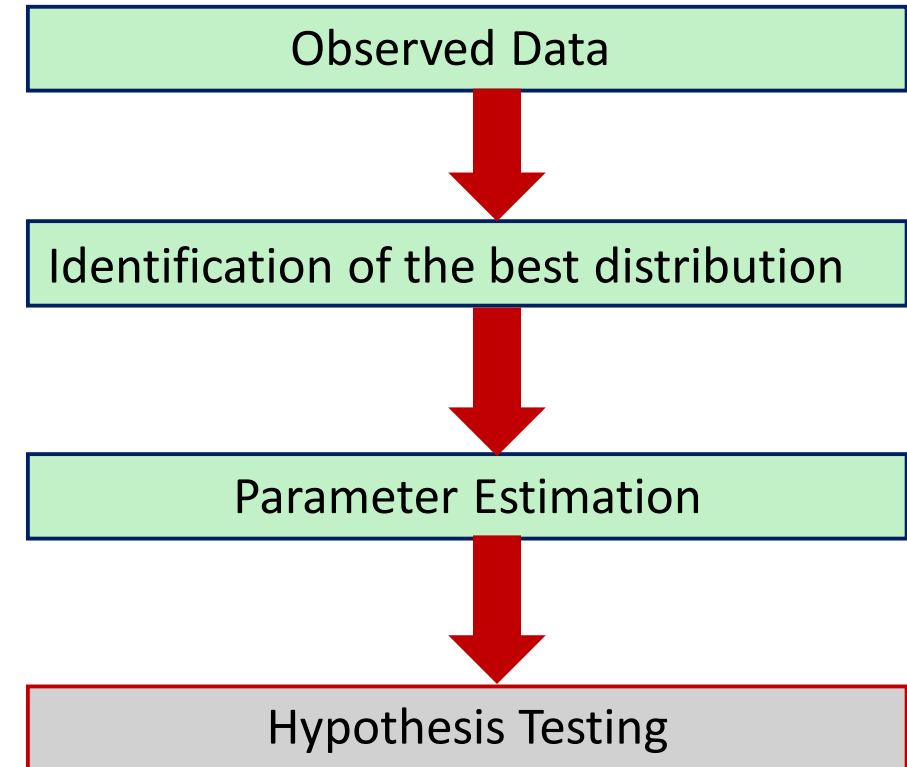 Observed Data
Identification of the best distribution
Parameter Estimation
Hypothesis Testing